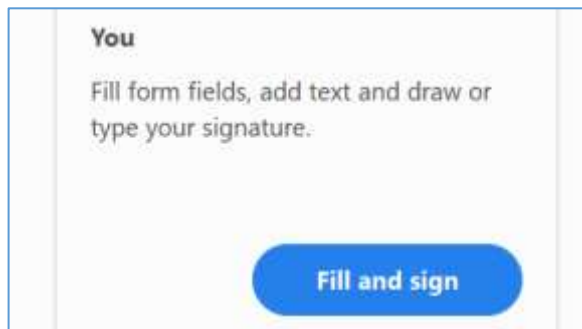 You
Fill form fields, add text and draw or
type your signature.
Fill and sign